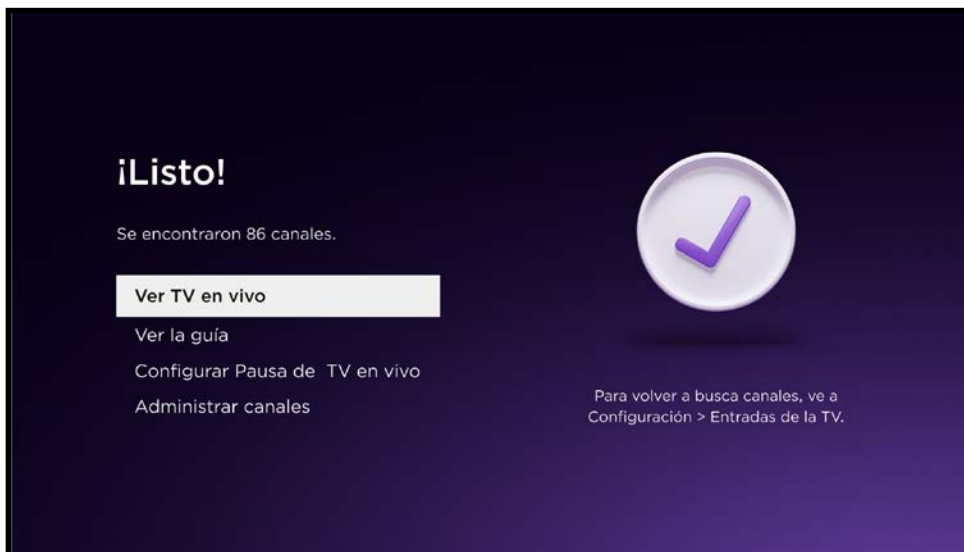 ¡Listo!
Se encontraron 86 canales.
Ver TV en vivo
Ver la guía
Configurar Pausa de TV en vivo
Administrar canales
Para volver a busca canales, ve a
Configuración > Entradas de la TV.